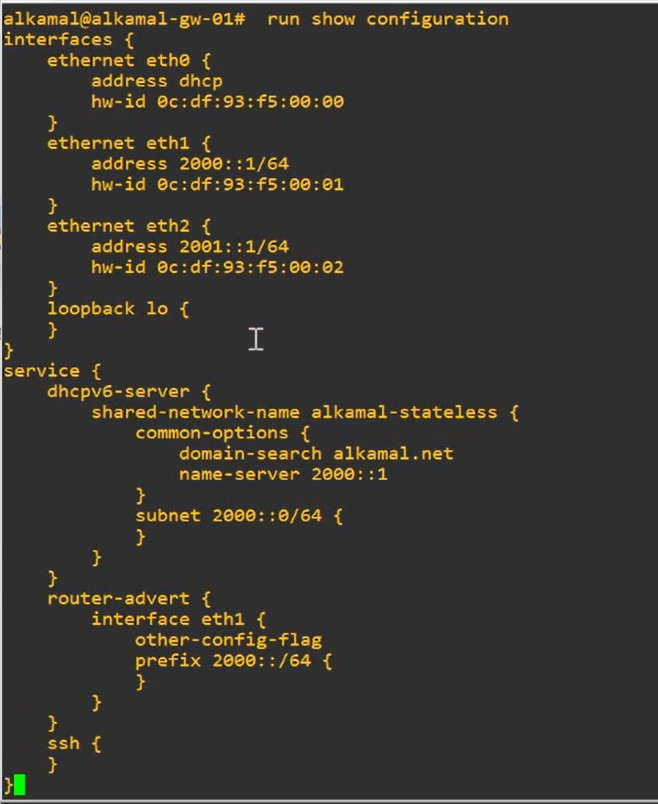 alkamal@alkamal-gw-01#  run show configuration
interfaces {
    ethernet eth0 {
        address dhcp
        hw-id 0c:df:93:f5:00:00
    }
    ethernet eth1 {
        address 2000::1/64
        hw-id 0c:df:93:f5:00:01
    }
    ethernet eth2 {
        address 2001::1/64
        hw-id 0c:df:93:f5:00:02
    }
    loopback lo {
    }
}
service {
    dhcpv6-server {
        shared-network-name alkamal-stateless {
            common-options {
                domain-search alkamal.net
                name-server 2000::1
            }
            subnet 2000::0/64 {
            }
        }
    }
    router-advert {
        interface eth1 {
            other-config-flag
            prefix 2000::/64 {
            }
        }
    }
    ssh {
    }
}